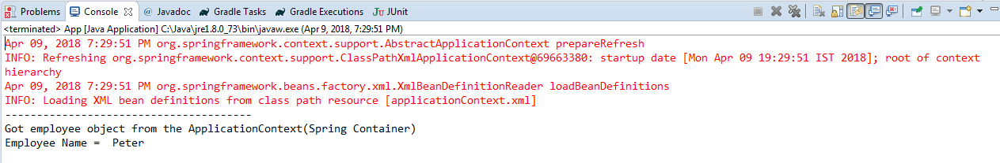 Problems Console Javadoc Gradle Tasks Gradle Executions JUnit
<terminated> App [Java Application] C:\Java\jre1.8.0_73\bin\javaw.exe (Apr 9, 2018, 7:29:51 PM)
Apr 09, 2018 7:29:51 PM org.springframework.context.support.AbstractApplicationContext prepareRefresh
INFO: Refreshing org.springframework.context.support.ClassPathXmlApplicationContext@69663380: startup date [Mon Apr 09 19:29:51 IST 2018]; root of context
hierarchy
Apr 09, 2018 7:29:51 PM org.springframework.beans.factory.xml.XmlBeanDefinitionReader loadBeanDefinitions
INFO: Loading XML bean definitions from class path resource [applicationContext.xml]
---------------------------------------
Got employee object from the ApplicationContext(Spring Container)
Employee Name =  Peter